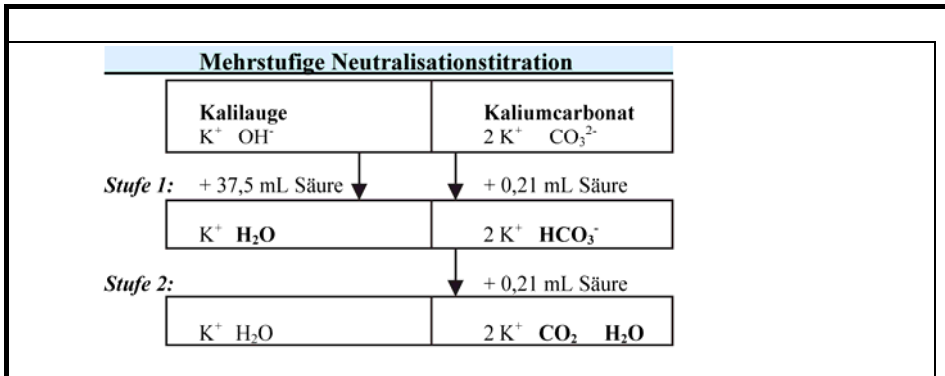 Mehrstufige Neutralisationstitration
Kalilauge Kaliumcarbonat
K⁺ OH⁻ 2 K⁺ CO₃²⁻
Stufe 1: + 37,5 mL Säure + 0,21 mL Säure
K⁺ H₂O 2 K⁺ HCO₃⁻
Stufe 2: + 0,21 mL Säure
K⁺ H₂O 2 K⁺ CO₂ H₂O